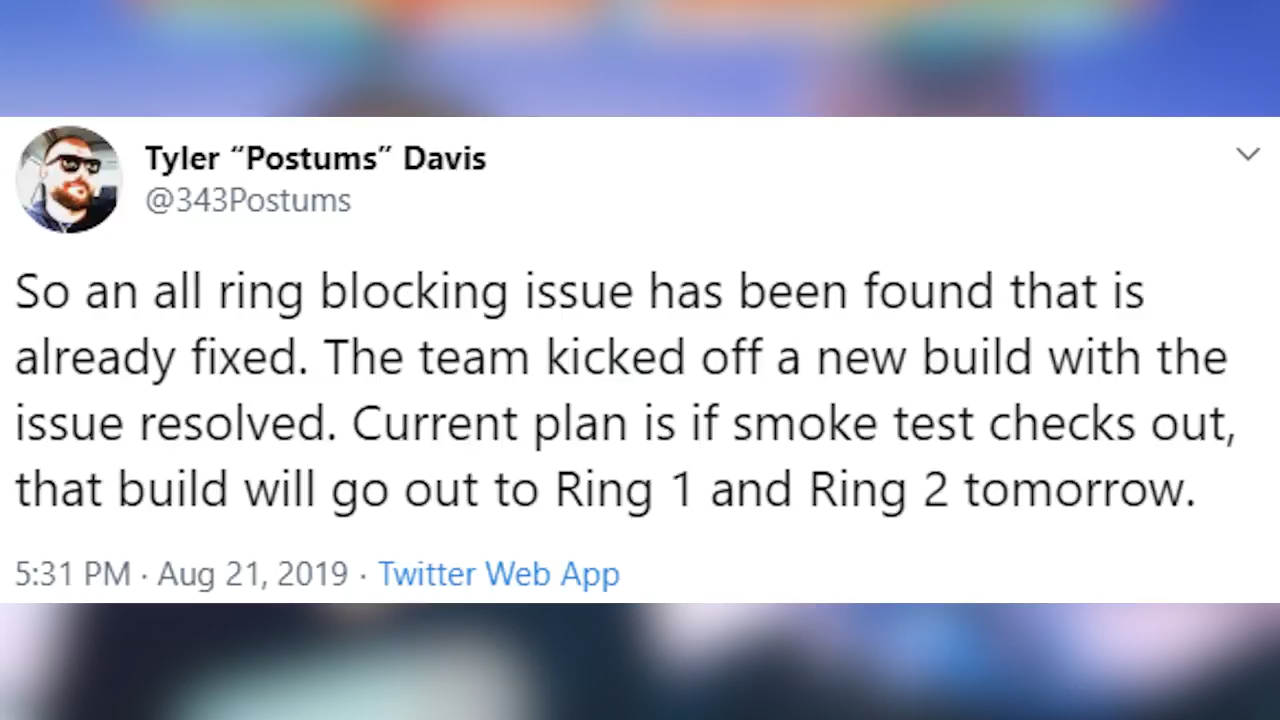 Tyler “Postums” Davis
@343Postums
So an all ring blocking issue has been found that is
already fixed. The team kicked off a new build with the
issue resolved. Current plan is if smoke test checks out,
that build will go out to Ring 1 and Ring 2 tomorrow.
5:31 PM · Aug 21, 2019 · Twitter Web App